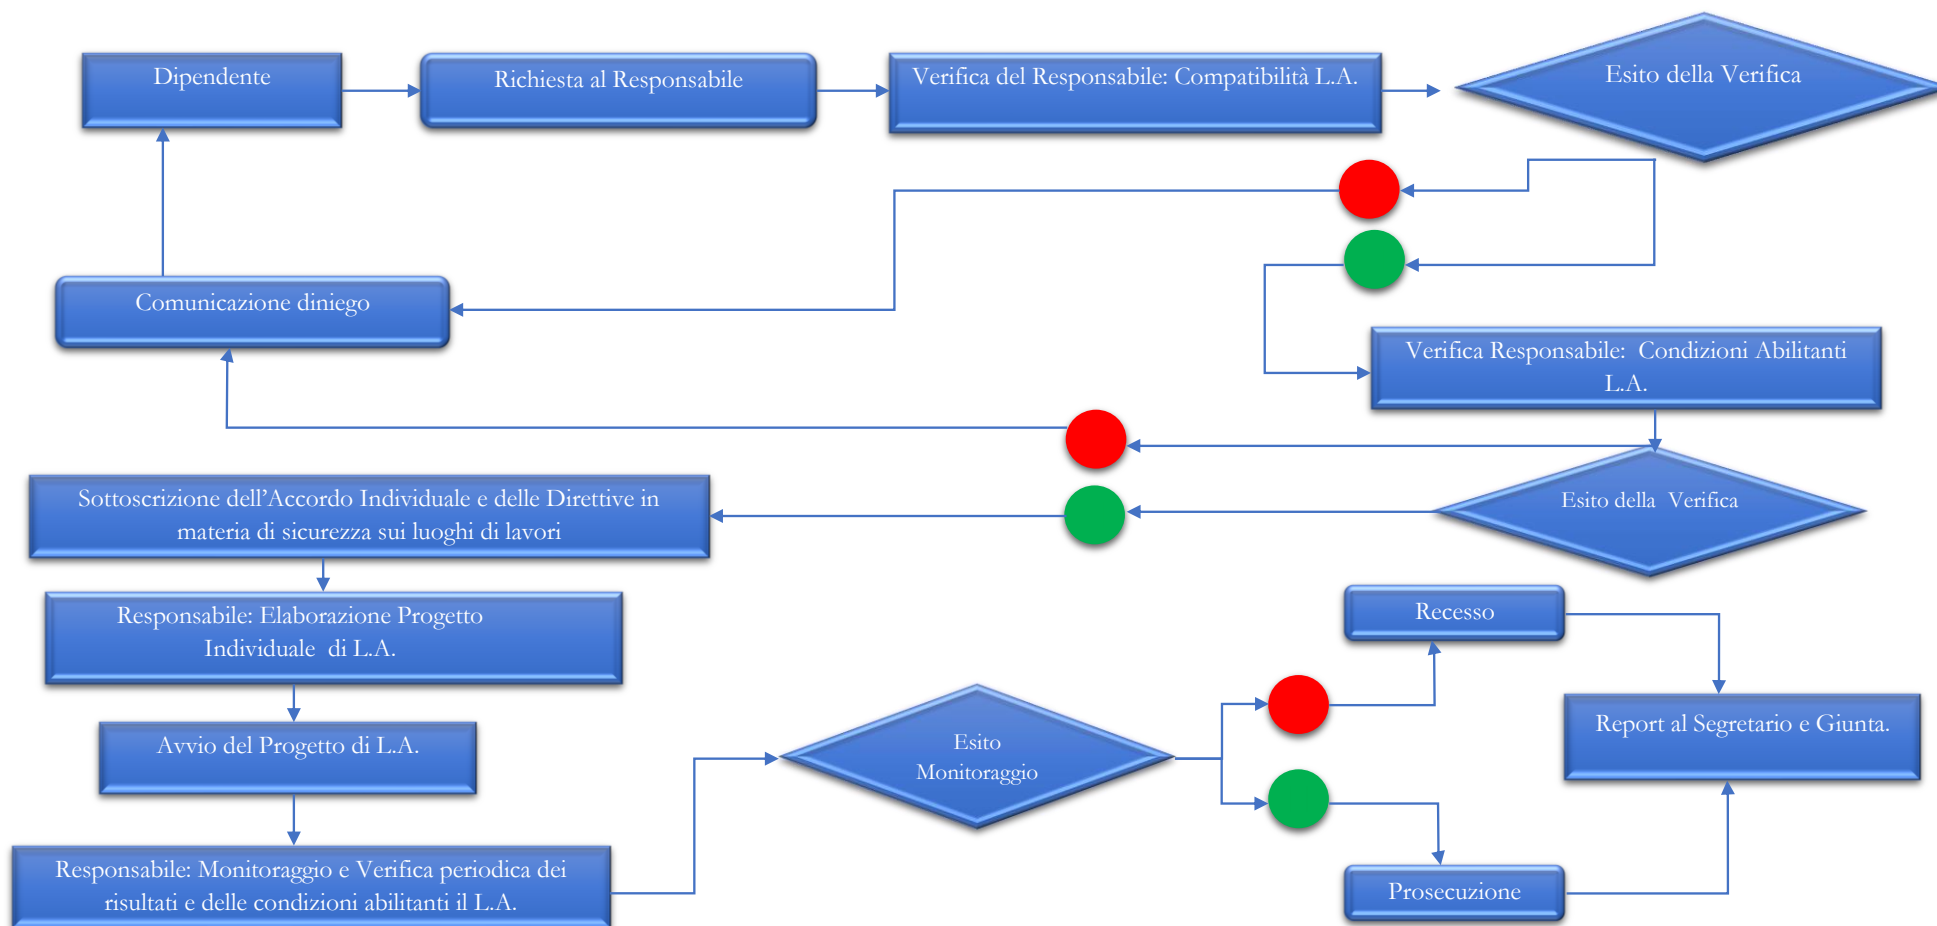 Dipendente
Richiesta al Responsabile
Verifica del Responsabile: Compatibilità L.A.
Esito della Verifica
Comunicazione diniego
Verifica Responsabile:  Condizioni Abilitanti
L.A.
Esito della  Verifica
Sottoscrizione dell’Accordo Individuale e delle Direttive in
materia di sicurezza sui luoghi di lavori
Responsabile: Elaborazione Progetto
Individuale  di L.A.
Avvio del Progetto di L.A.
Responsabile: Monitoraggio e Verifica periodica dei
risultati e delle condizioni abilitanti il L.A.
Esito
Monitoraggio
Recesso
Report al Segretario e Giunta.
Prosecuzione